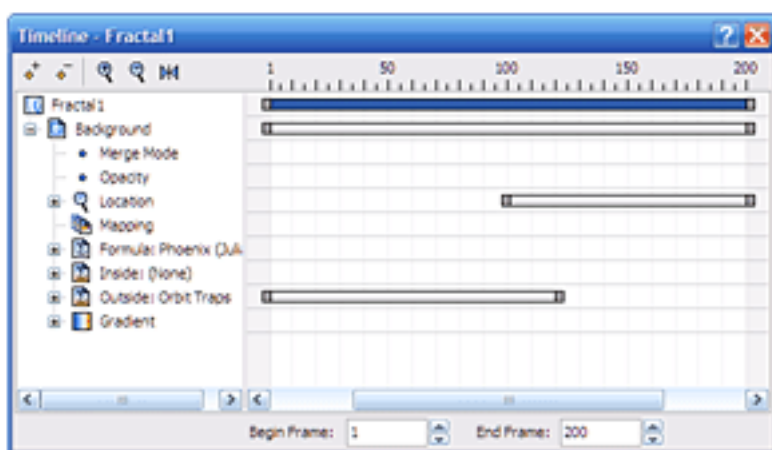 Timeline - Fractal1
1 50 100 150 200
Fractal1
Background
Merge Mode
Opacity
Location
Mapping
Formula: Phoenix (Juli
Inside: (None)
Outside: Orbit Traps
Gradient
Begin Frame: 1 End Frame: 200